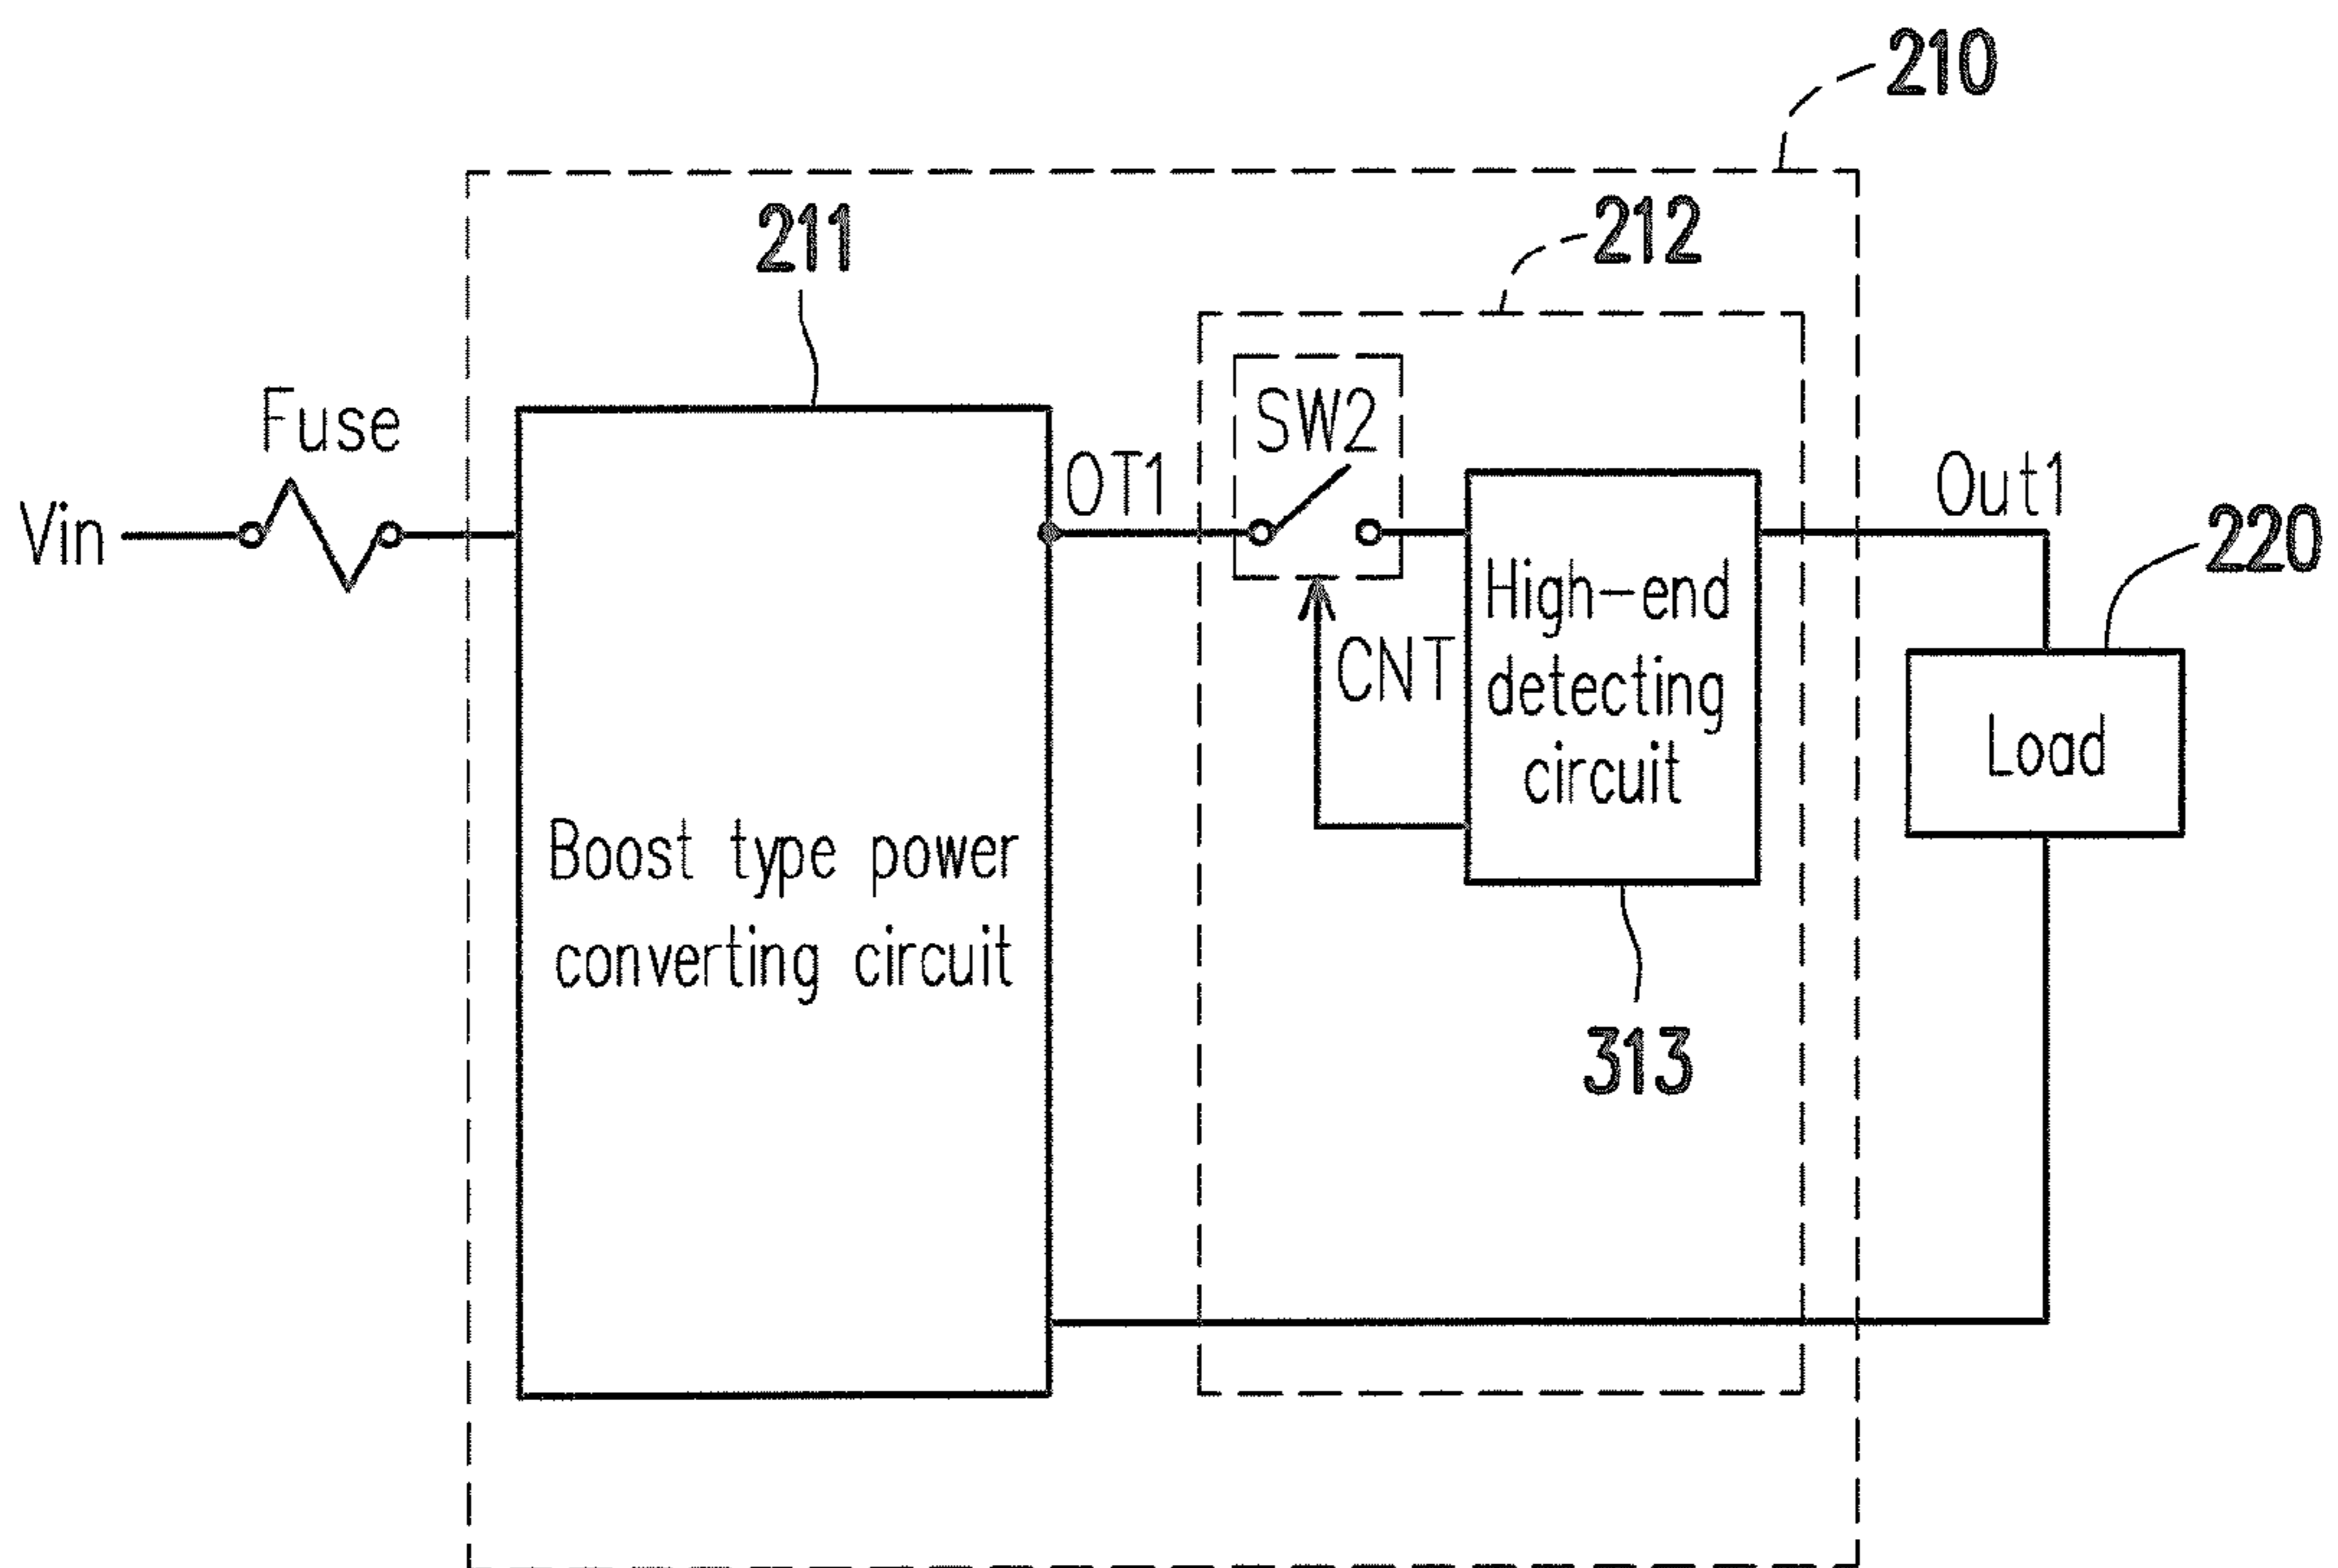 210
211
212
Fuse
SW2
OT1
Out1
Vin
220
High-end
detecting
circuit
CNT
Load
Boost type power
converting circuit
313